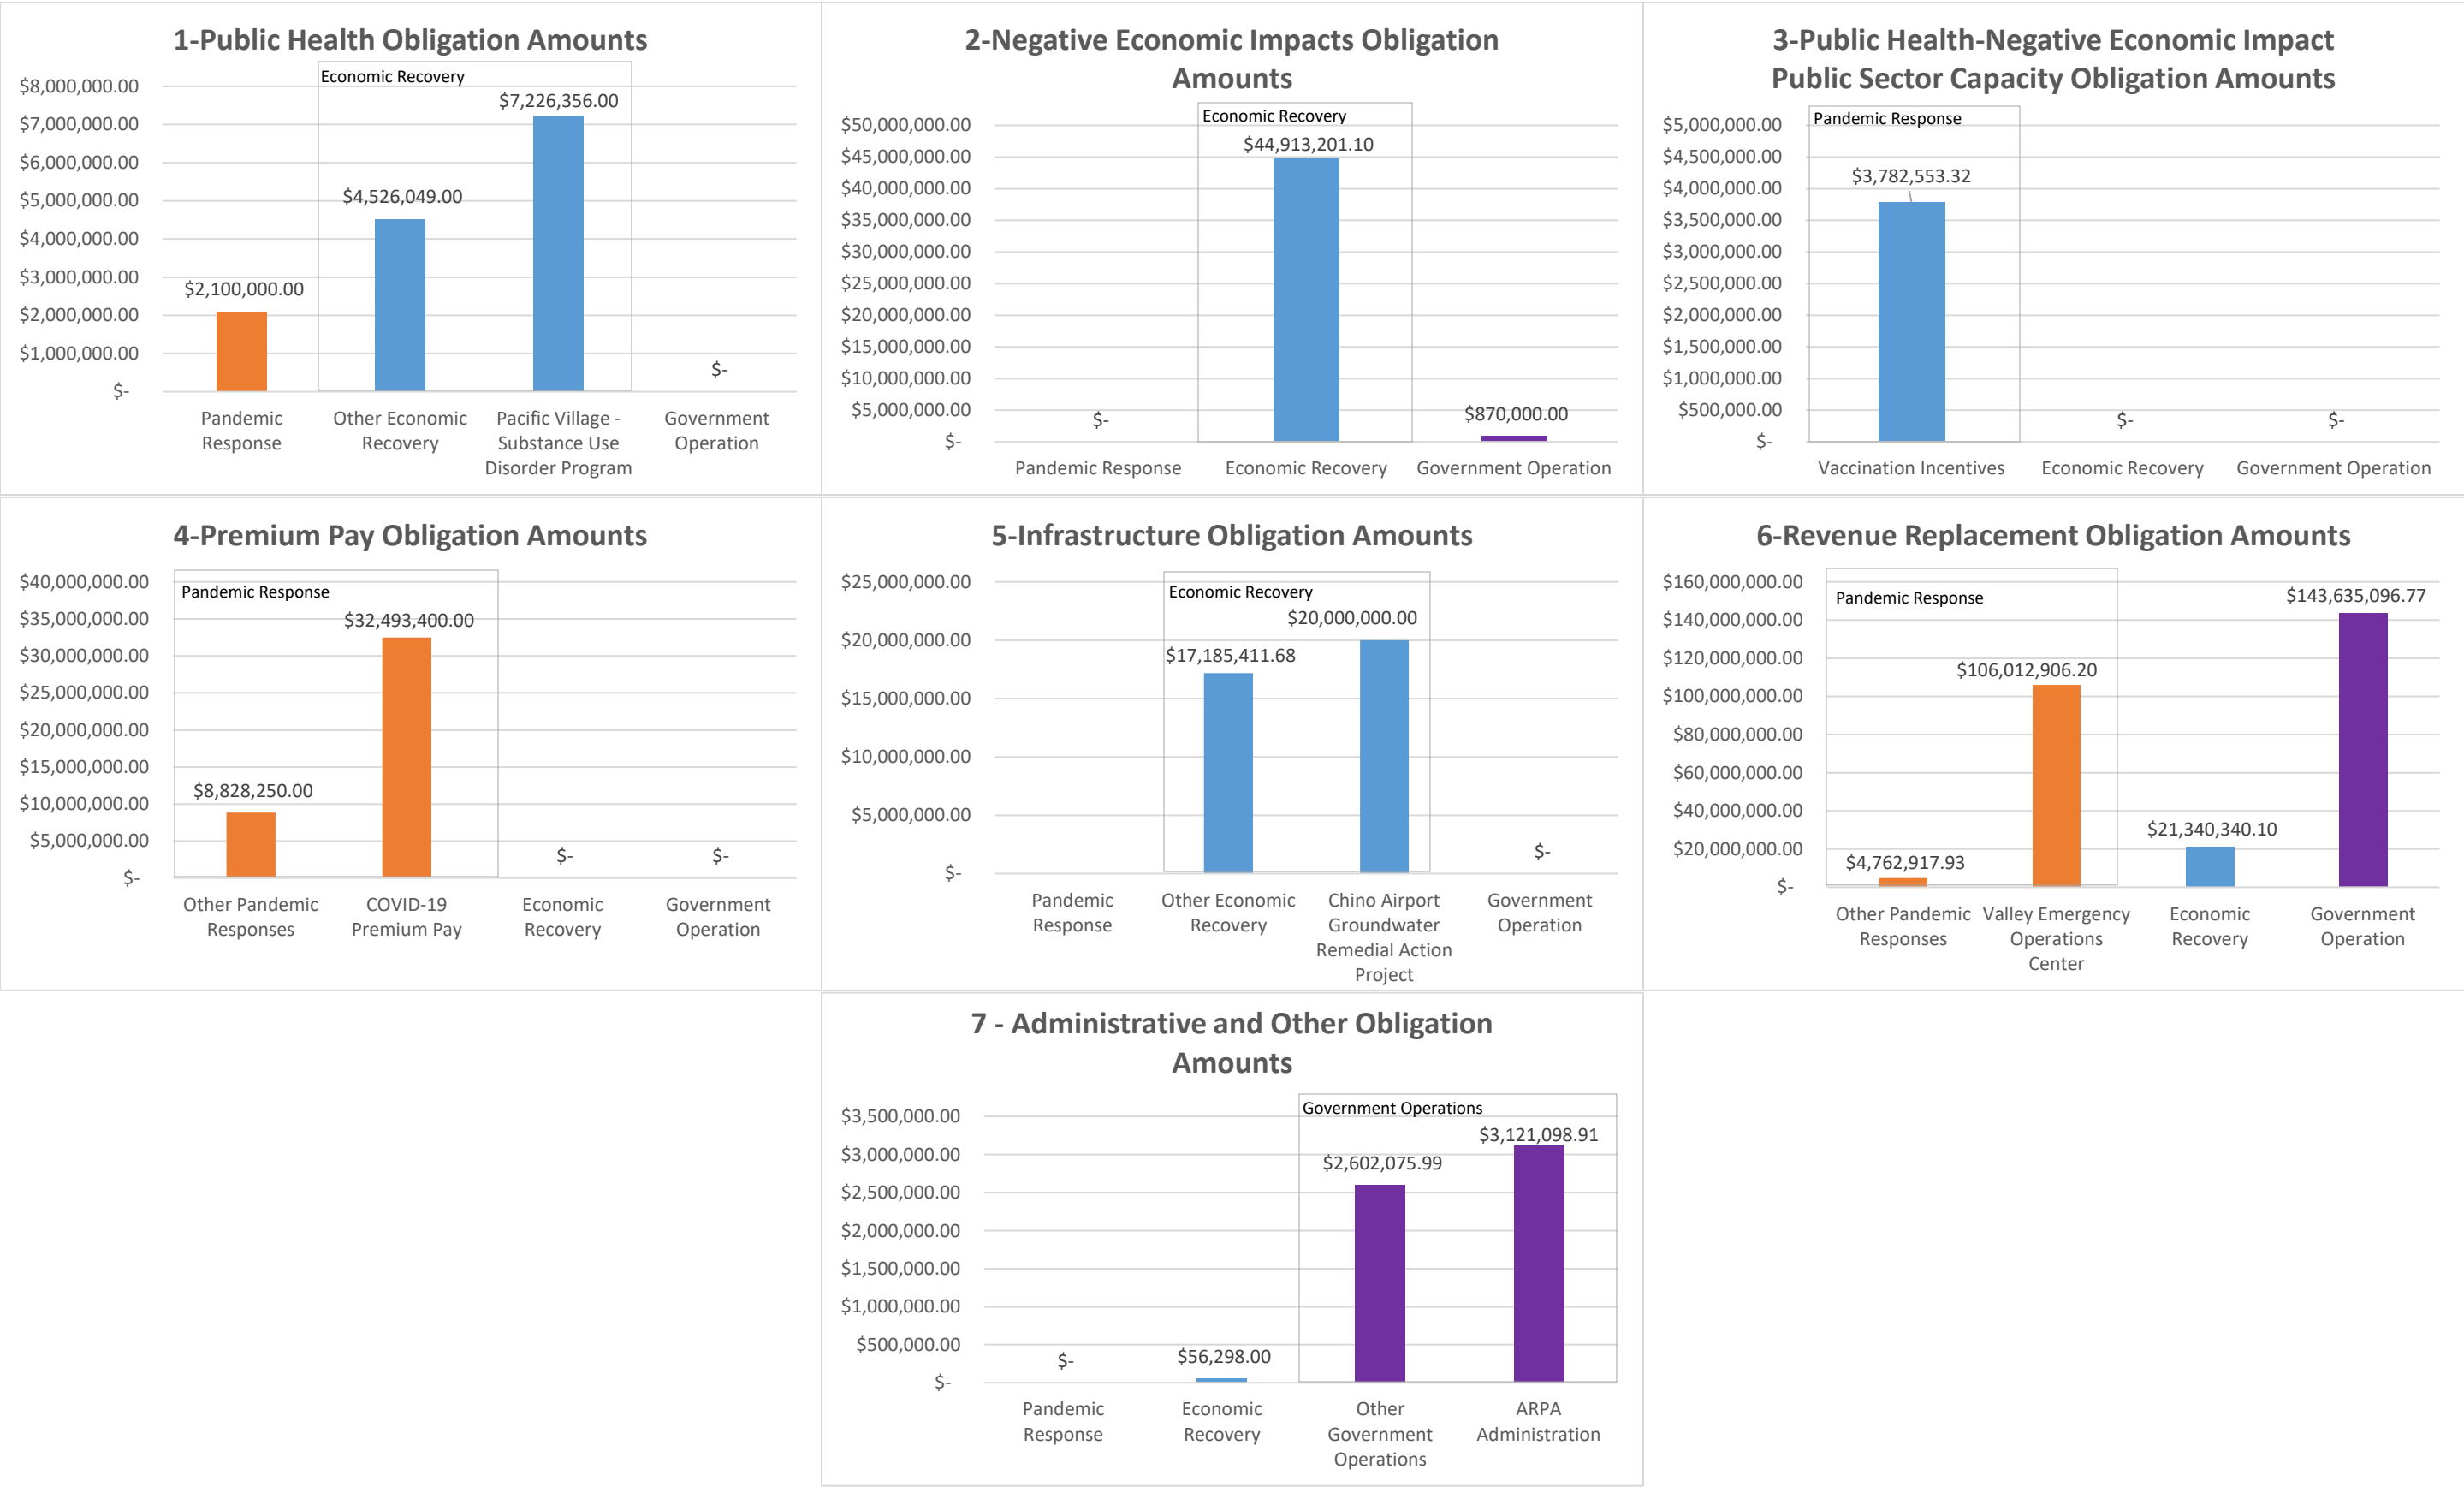 1-Public Health Obligation Amounts
Economic Recovery
$8,000,000.00
$7,000,000.00
$6,000,000.00
$5,000,000.00
$4,000,000.00
$3,000,000.00
$2,000,000.00
$1,000,000.00
$-
$2,100,000.00
$4,526,049.00
$7,226,356.00
$-
Pandemic
Response
Other Economic
Recovery
Pacific Village -
Substance Use
Disorder Program
Government
Operation
2-Negative Economic Impacts Obligation
Amounts
Economic Recovery
$50,000,000.00
$45,000,000.00
$40,000,000.00
$35,000,000.00
$30,000,000.00
$25,000,000.00
$20,000,000.00
$15,000,000.00
$10,000,000.00
$5,000,000.00
$-
$-
$44,913,201.10
$870,000.00
Pandemic Response
Economic Recovery
Government Operation
3-Public Health-Negative Economic Impact
Public Sector Capacity Obligation Amounts
Pandemic Response
$5,000,000.00
$4,500,000.00
$4,000,000.00
$3,500,000.00
$3,000,000.00
$2,500,000.00
$2,000,000.00
$1,500,000.00
$1,000,000.00
$500,000.00
$-
$3,782,553.32
$-
$-
Vaccination Incentives
Economic Recovery
Government Operation
4-Premium Pay Obligation Amounts
Pandemic Response
$40,000,000.00
$35,000,000.00
$30,000,000.00
$25,000,000.00
$20,000,000.00
$15,000,000.00
$10,000,000.00
$5,000,000.00
$-
$8,828,250.00
$32,493,400.00
$-
$-
Other Pandemic
Responses
COVID-19
Premium Pay
Economic
Recovery
Government
Operation
5-Infrastructure Obligation Amounts
Economic Recovery
$25,000,000.00
$20,000,000.00
$15,000,000.00
$10,000,000.00
$5,000,000.00
$-
$17,185,411.68
$20,000,000.00
$-
Pandemic
Response
Other Economic
Recovery
Chino Airport
Groundwater
Remedial Action
Project
Government
Operation
6-Revenue Replacement Obligation Amounts
Pandemic Response
$160,000,000.00
$140,000,000.00
$120,000,000.00
$100,000,000.00
$80,000,000.00
$60,000,000.00
$40,000,000.00
$20,000,000.00
$-
$4,762,917.93
$106,012,906.20
$21,340,340.10
$143,635,096.77
Other Pandemic
Responses
Valley Emergency
Operations
Center
Economic
Recovery
Government
Operation
7 - Administrative and Other Obligation
Amounts
Government Operations
$3,500,000.00
$3,000,000.00
$2,500,000.00
$2,000,000.00
$1,500,000.00
$1,000,000.00
$500,000.00
$-
$-
$56,298.00
$2,602,075.99
$3,121,098.91
Pandemic
Response
Economic
Recovery
Other
Government
Operations
ARPA
Administration